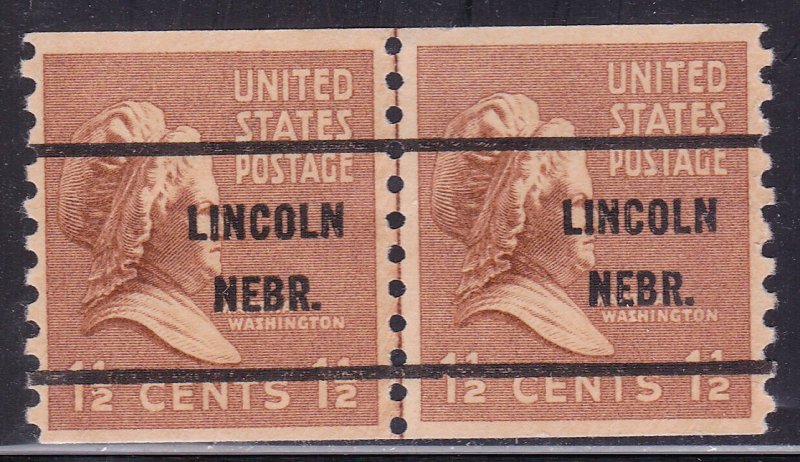 UNITED
STATES
POSTAGE
LINCOLN
NEBR.
WASHINGTON
1½ CENTS 1½
UNITED
STATES
POSTAGE
LINCOLN
NEBR.
WASHINGTON
1½ CENTS 1½